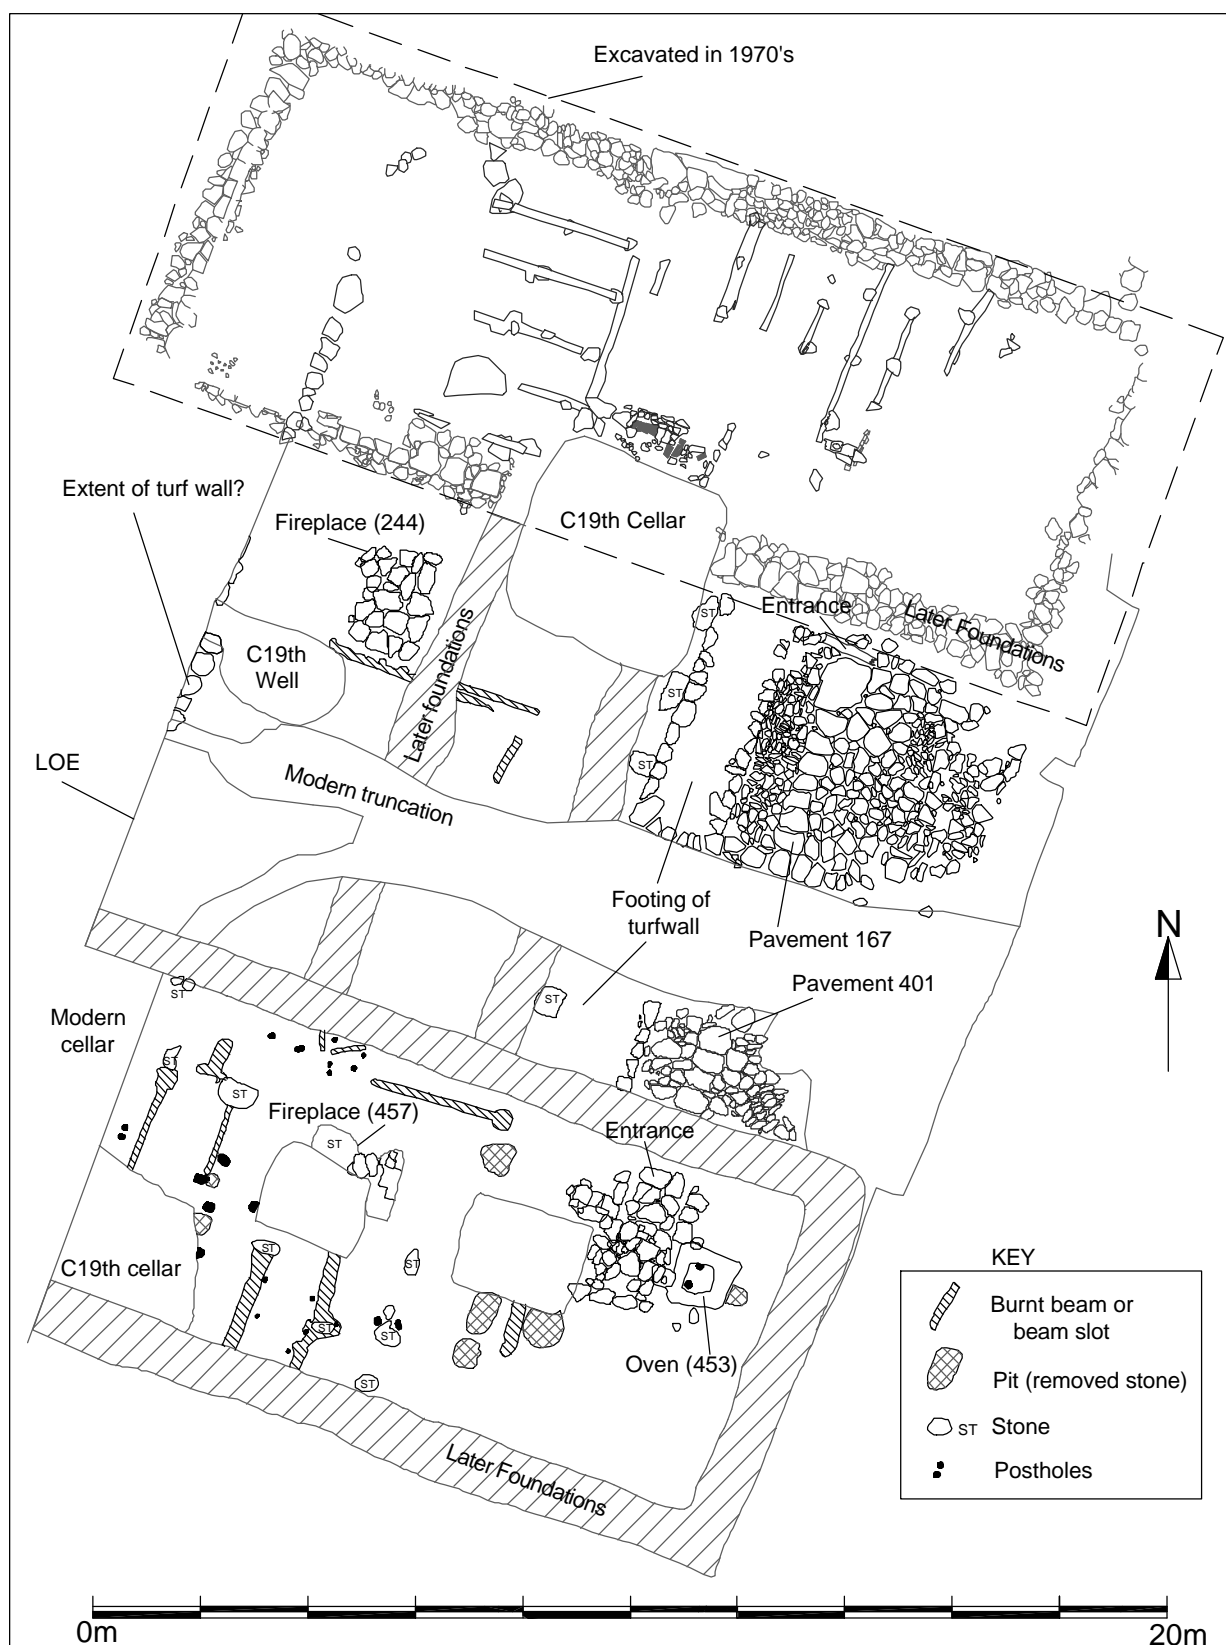 Excavated in 1970's
Extent of turf wall?
Fireplace (244)
C19th Cellar
ST
Entrance
Later Foundations
C19th
Well
ST
Later foundations
LOE
ST
Modern truncation
Footing of
turfwall
Pavement 167
N
Pavement 401
ST
ST
Modern
cellar
ST
ST
Fireplace (457)
ST
Entrance
ST
ST
C19th cellar
ST
ST
Oven (453)
ST
Later Foundations
KEY
Burnt beam or
beam slot
Pit (removed stone)
ST Stone
Postholes
0m
20m